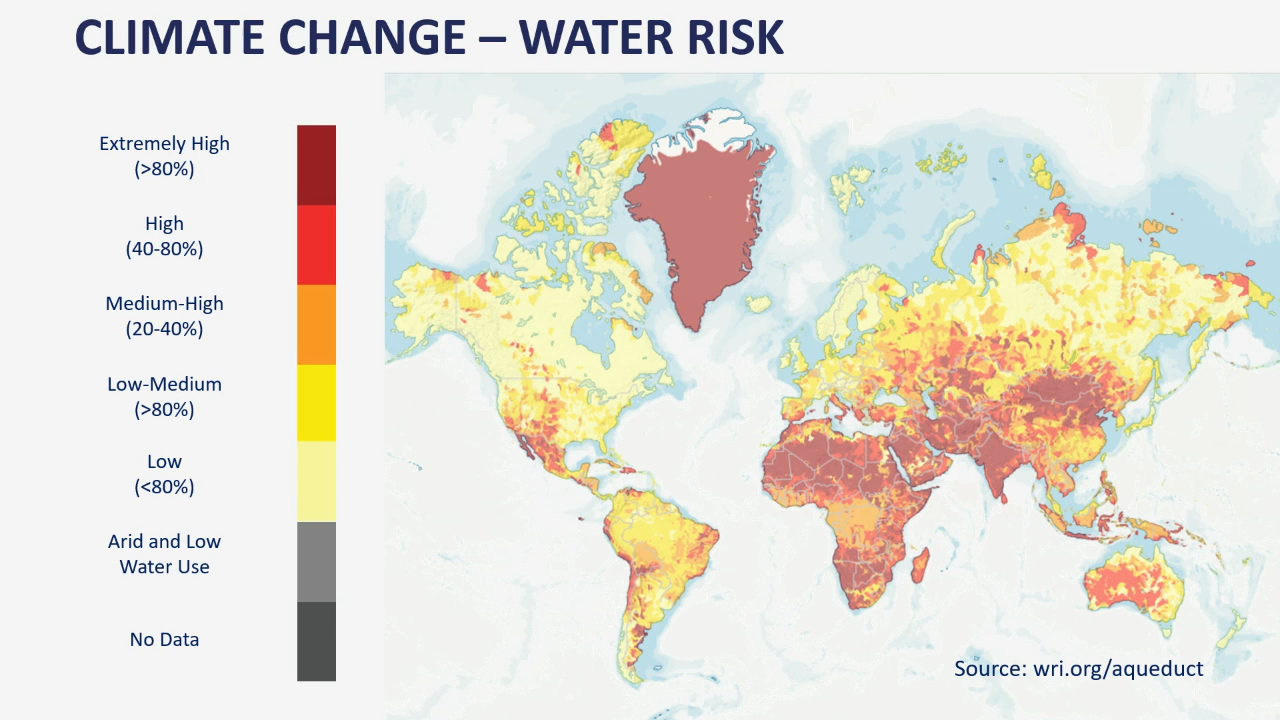 CLIMATE CHANGE – WATER RISK
Extremely High
(>80%)
High
(40-80%)
Medium-High
(20-40%)
Low-Medium
(>80%)
Low
(<80%)
Arid and Low
Water Use
No Data
Source: wri.org/aqueduct